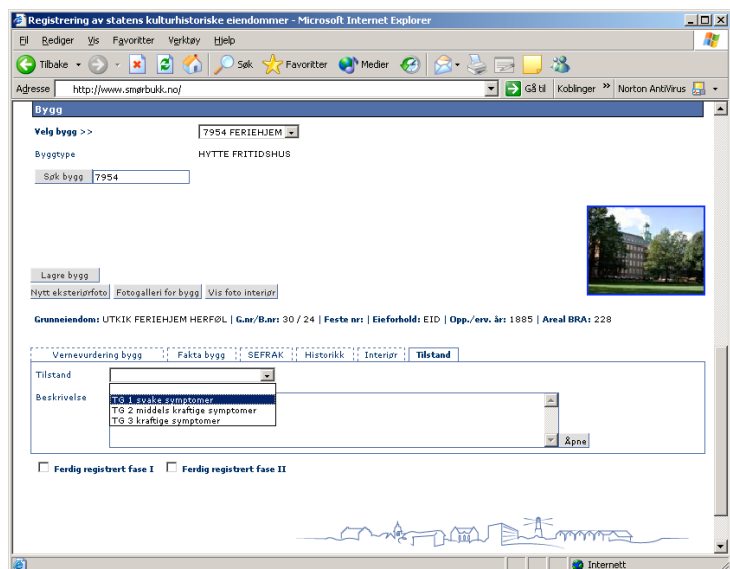 Registrering av statens kulturhistoriske eiendommer - Microsoft Internet Explorer
Fil Rediger Vis Favoritter Verktøy Hjelp
Tilbake Søk Favoritter Medier
Adresse http://www.smørbukk.no/ Gå til Koblinger » Norton AntiVirus
Bygg
Velg bygg >> 7954 FERIEHJEM
Byggtype HYTTE FRITIDSHUS
Søk bygg 7954
Lagre bygg
Nytt eksteriørfoto Fotogalleri for bygg Vis foto interiør
Grunneiendom: UTKIK FERIEHJEM HERFØL | G.nr/B.nr: 30 / 24 | Feste nr: | Eieforhold: EID | Opp./erv. år: 1885 | Areal BRA: 228
Vernevurdering bygg Fakta bygg SEFRAK Historikk Interiør Tilstand
Tilstand
Beskrivelse
TG 1 svake symptomer
TG 2 middels kraftige symptomer
TG 3 kraftige symptomer
Åpne
Ferdig registrert fase I Ferdig registrert fase II
Internett